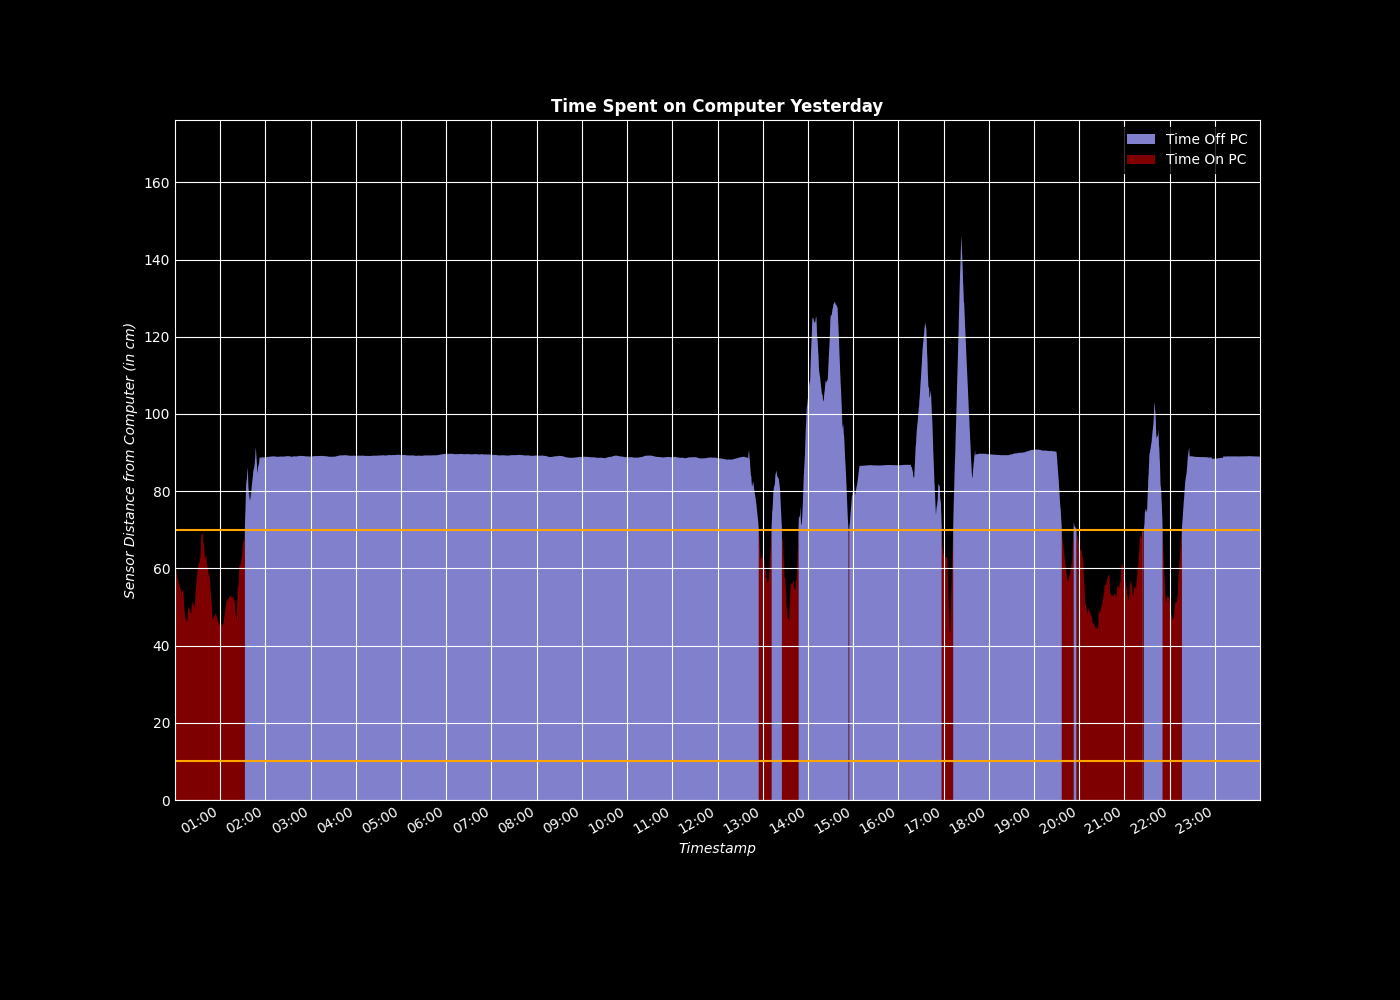 Time Spent on Computer Yesterday
Time Off PC
Time On PC
160
140
120
100
80
60
40
20
0
Sensor Distance from Computer (in cm)
01:00 02:00 03:00 04:00 05:00 06:00 07:00 08:00 09:00 10:00 11:00 12:00 13:00 14:00 15:00 16:00 17:00 18:00 19:00 20:00 21:00 22:00 23:00
Timestamp